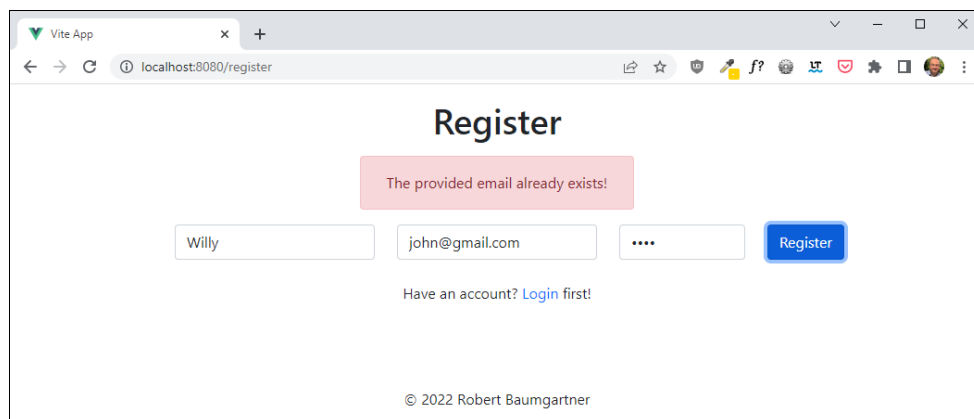 Vite App
localhost:8080/register
f?
LT
Register
The provided email already exists!
Willy
john@gmail.com
••••
Register
Have an account? Login first!
© 2022 Robert Baumgartner